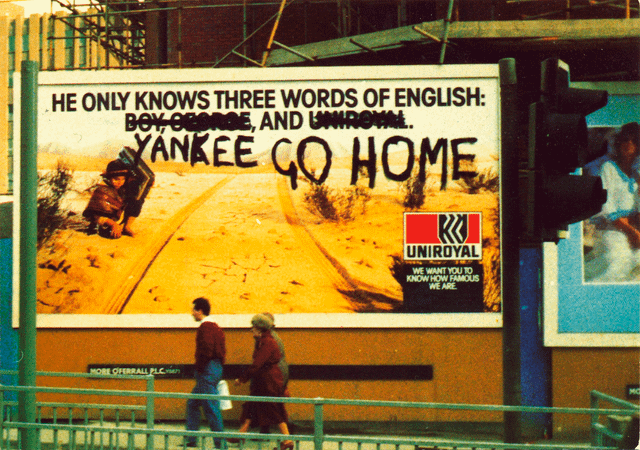 HE ONLY KNOWS THREE WORDS OF ENGLISH:
BOY, GEORGE, AND UNIROYAL.
YANKEE GO HOME
UNIROYAL
WE WANT YOU TO
KNOW HOW FAMOUS
WE ARE.
MORE O'FERRALL P.L.C.